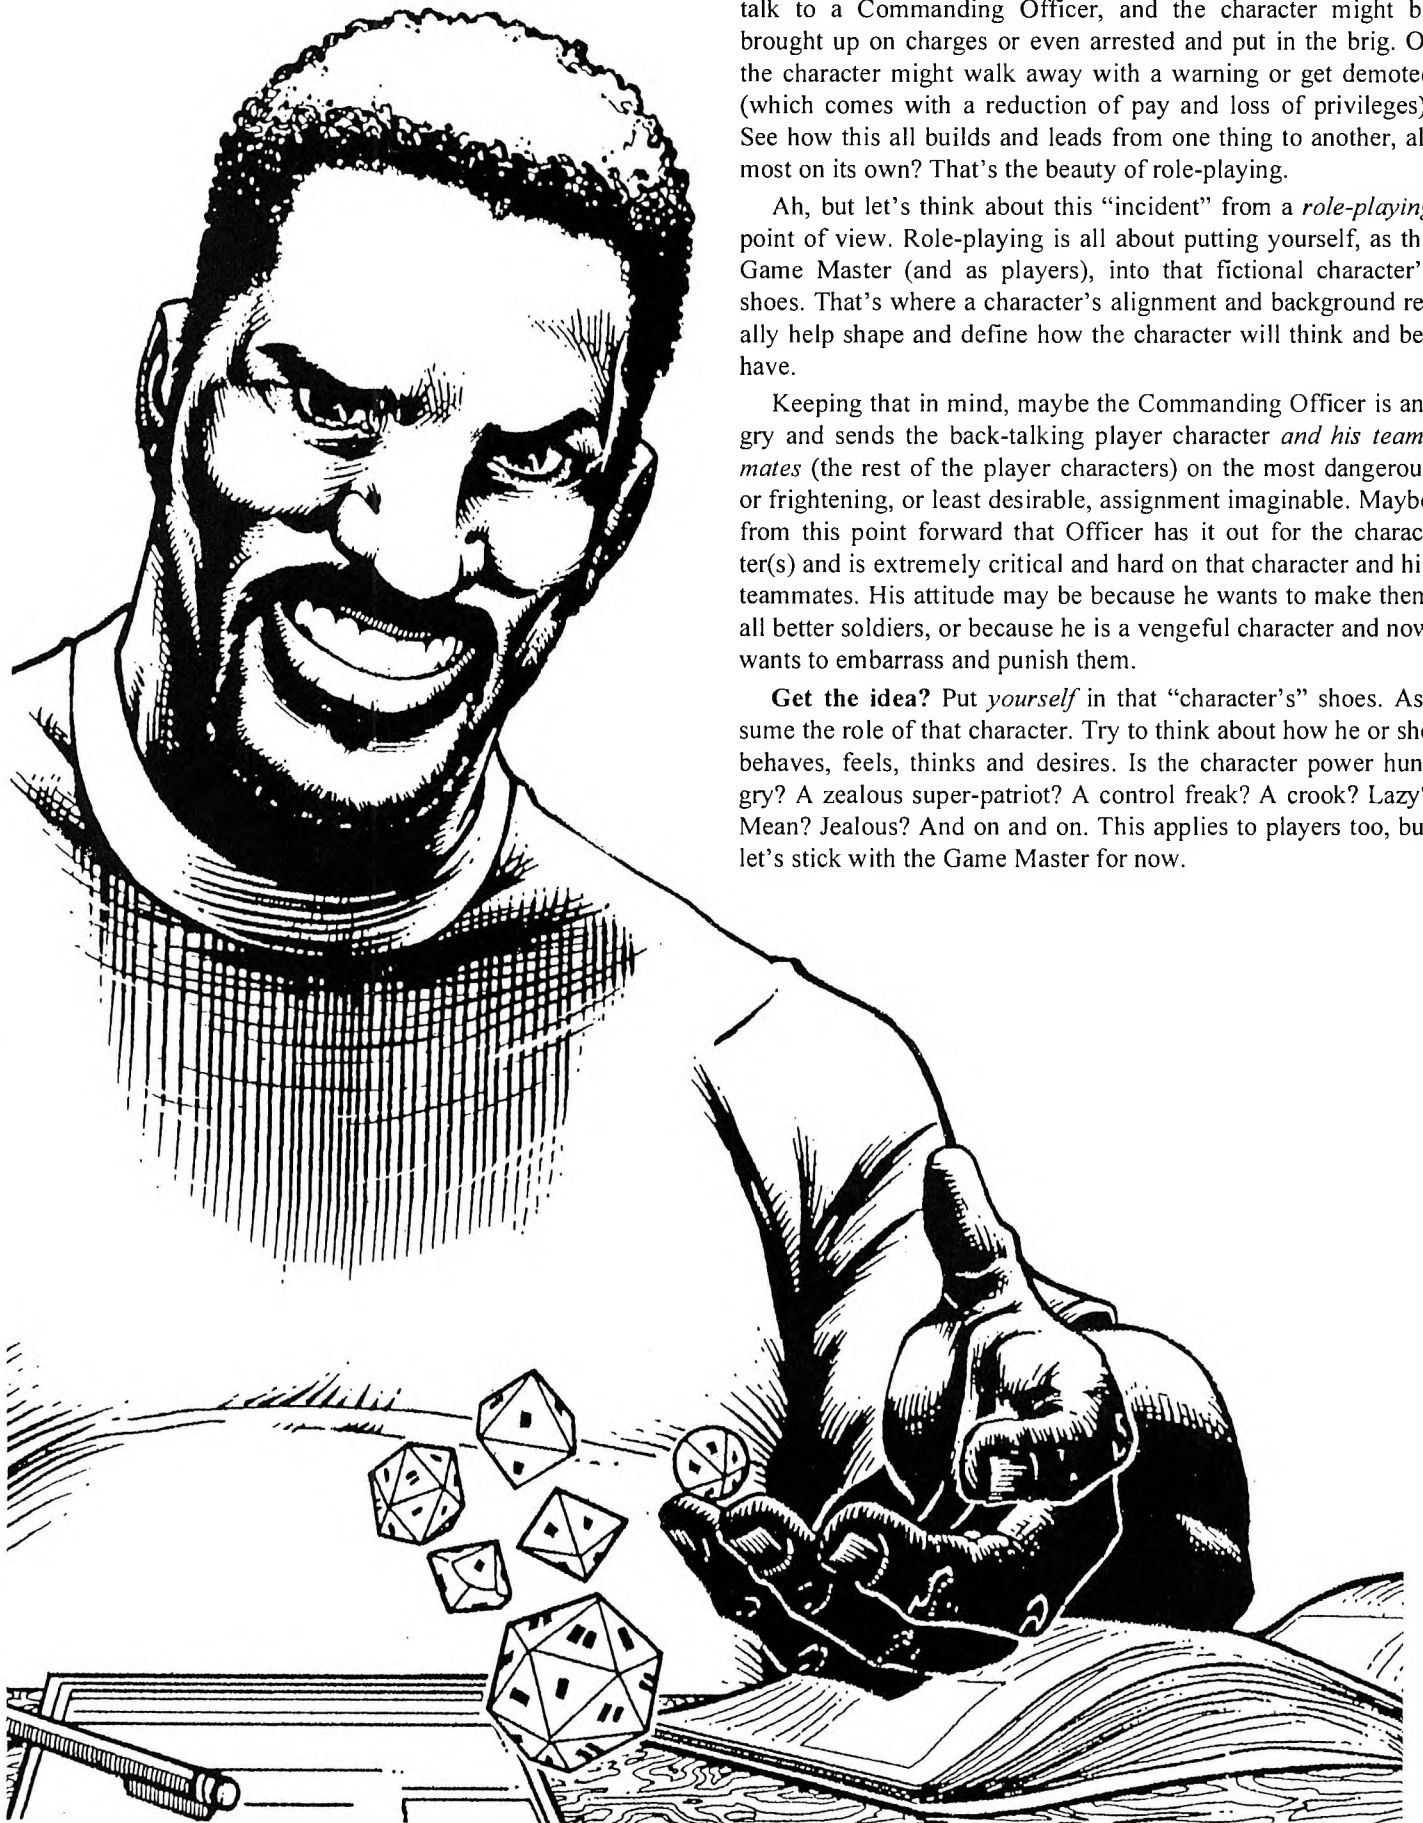 talk to a Commanding Officer, and the character might b
brought up on charges or even arrested and put in the brig. O
the character might walk away with a warning or get demote
(which comes with a reduction of pay and loss of privileges)
See how this all builds and leads from one thing to another, al
most on its own? That's the beauty of role-playing.
Ah, but let's think about this “incident” from a role-playing
point of view. Role-playing is all about putting yourself, as th
Game Master (and as players), into that fictional character'
shoes. That's where a character's alignment and background re
ally help shape and define how the character will think and be
have.
Keeping that in mind, maybe the Commanding Officer is an
gry and sends the back-talking player character and his team
mates (the rest of the player characters) on the most dangerou
or frightening, or least desirable, assignment imaginable. Maybe
from this point forward that Officer has it out for the charac
ter(s) and is extremely critical and hard on that character and hi
teammates. His attitude may be because he wants to make them
all better soldiers, or because he is a vengeful character and now
wants to embarrass and punish them.
Get the idea? Put yourself in that “character's” shoes. As
sume the role of that character. Try to think about how he or she
behaves, feels, thinks and desires. Is the character power hun
gry? A zealous super-patriot? A control freak? A crook? Lazy?
Mean? Jealous? And on and on. This applies to players too, bu
let's stick with the Game Master for now.